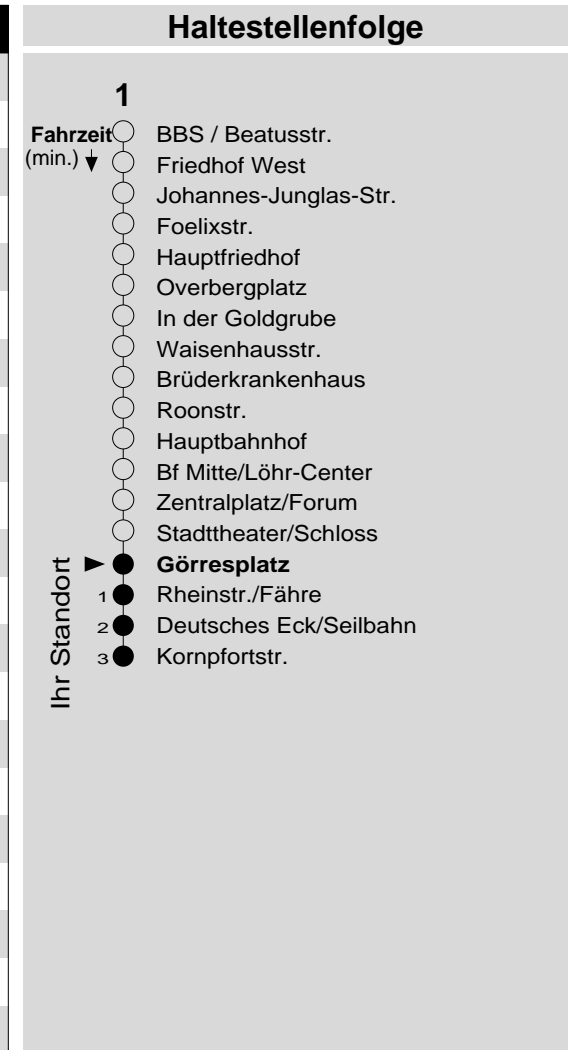 Haltestellenfolge
1
Fahrzeit BBS / Beatusstr.
(min.) Friedhof West
Johannes-Junglas-Str.
Foelixstr.
Hauptfriedhof
Overbergplatz
In der Goldgrube
Waisenhausstr.
Brüderkrankenhaus
Roonstr.
Hauptbahnhof
Bf Mitte/Löhr-Center
Zentralplatz/Forum
Stadttheater/Schloss
Görresplatz
1 Rheinstr./Fähre
2 Deutsches Eck/Seilbahn
3 Kornpfortstr.
Ihr Standort